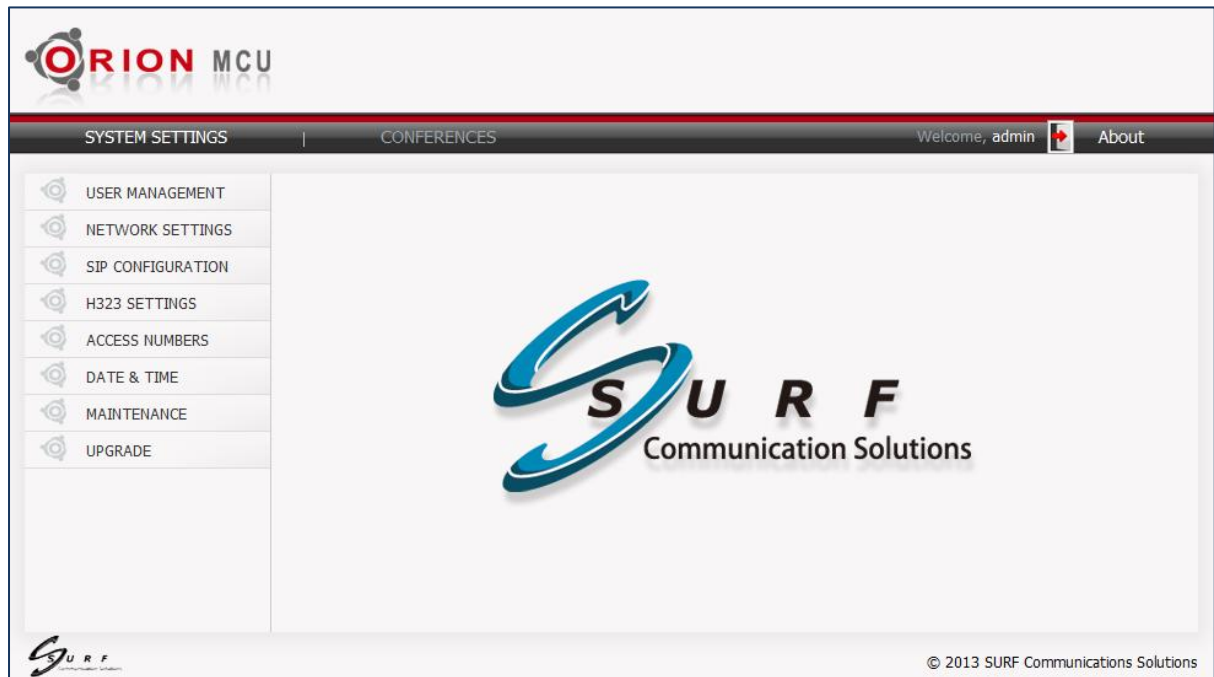 ORION MCU
SYSTEM SETTINGS | CONFERENCES Welcome, admin About
USER MANAGEMENT
NETWORK SETTINGS
SIP CONFIGURATION
H323 SETTINGS
ACCESS NUMBERS
DATE & TIME
MAINTENANCE
UPGRADE
SURF
Communication Solutions
SURF
© 2013 SURF Communications Solutions